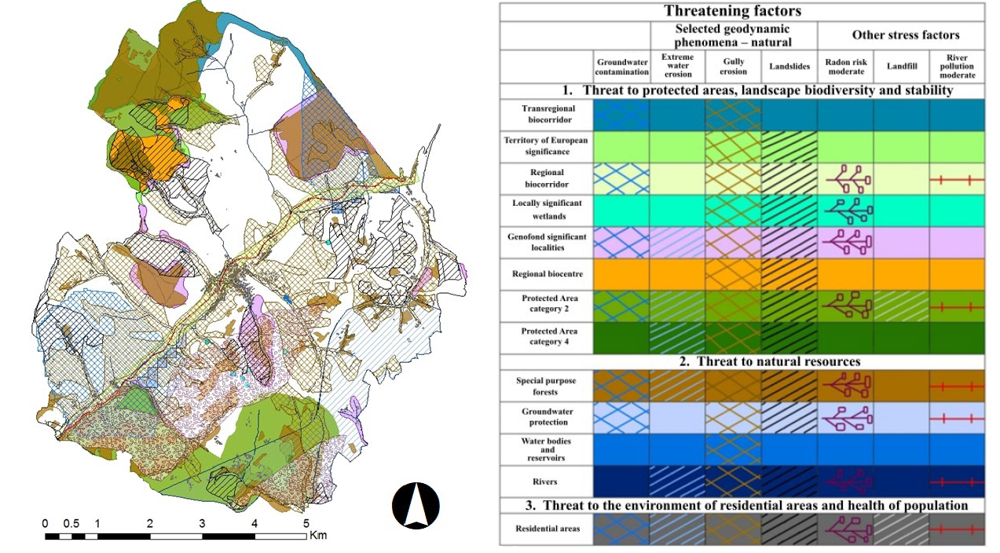 Threatening factors
Selected geodynamic
phenomena – natural
Other stress factors
Groundwater
contamination
Extreme
water
erosion
Gully
erosion
Landslides
Radon risk
moderate
Landfill
River
pollution
moderate
1. Threat to protected areas, landscape biodiversity and stability
Transregional
biocorridor
Territory of European
significance
Regional
biocorridor
Locally significant
wetlands
Genofond significant
localities
Regional biocentre
Protected Area
category 2
Protected Area
category 4
2. Threat to natural resources
Special purpose
forests
Groundwater
protection
Water bodies
and
reservoirs
Rivers
3. Threat to the environment of residential areas and health of population
Residential areas
0 0.5 1 2 3 4 5
Km